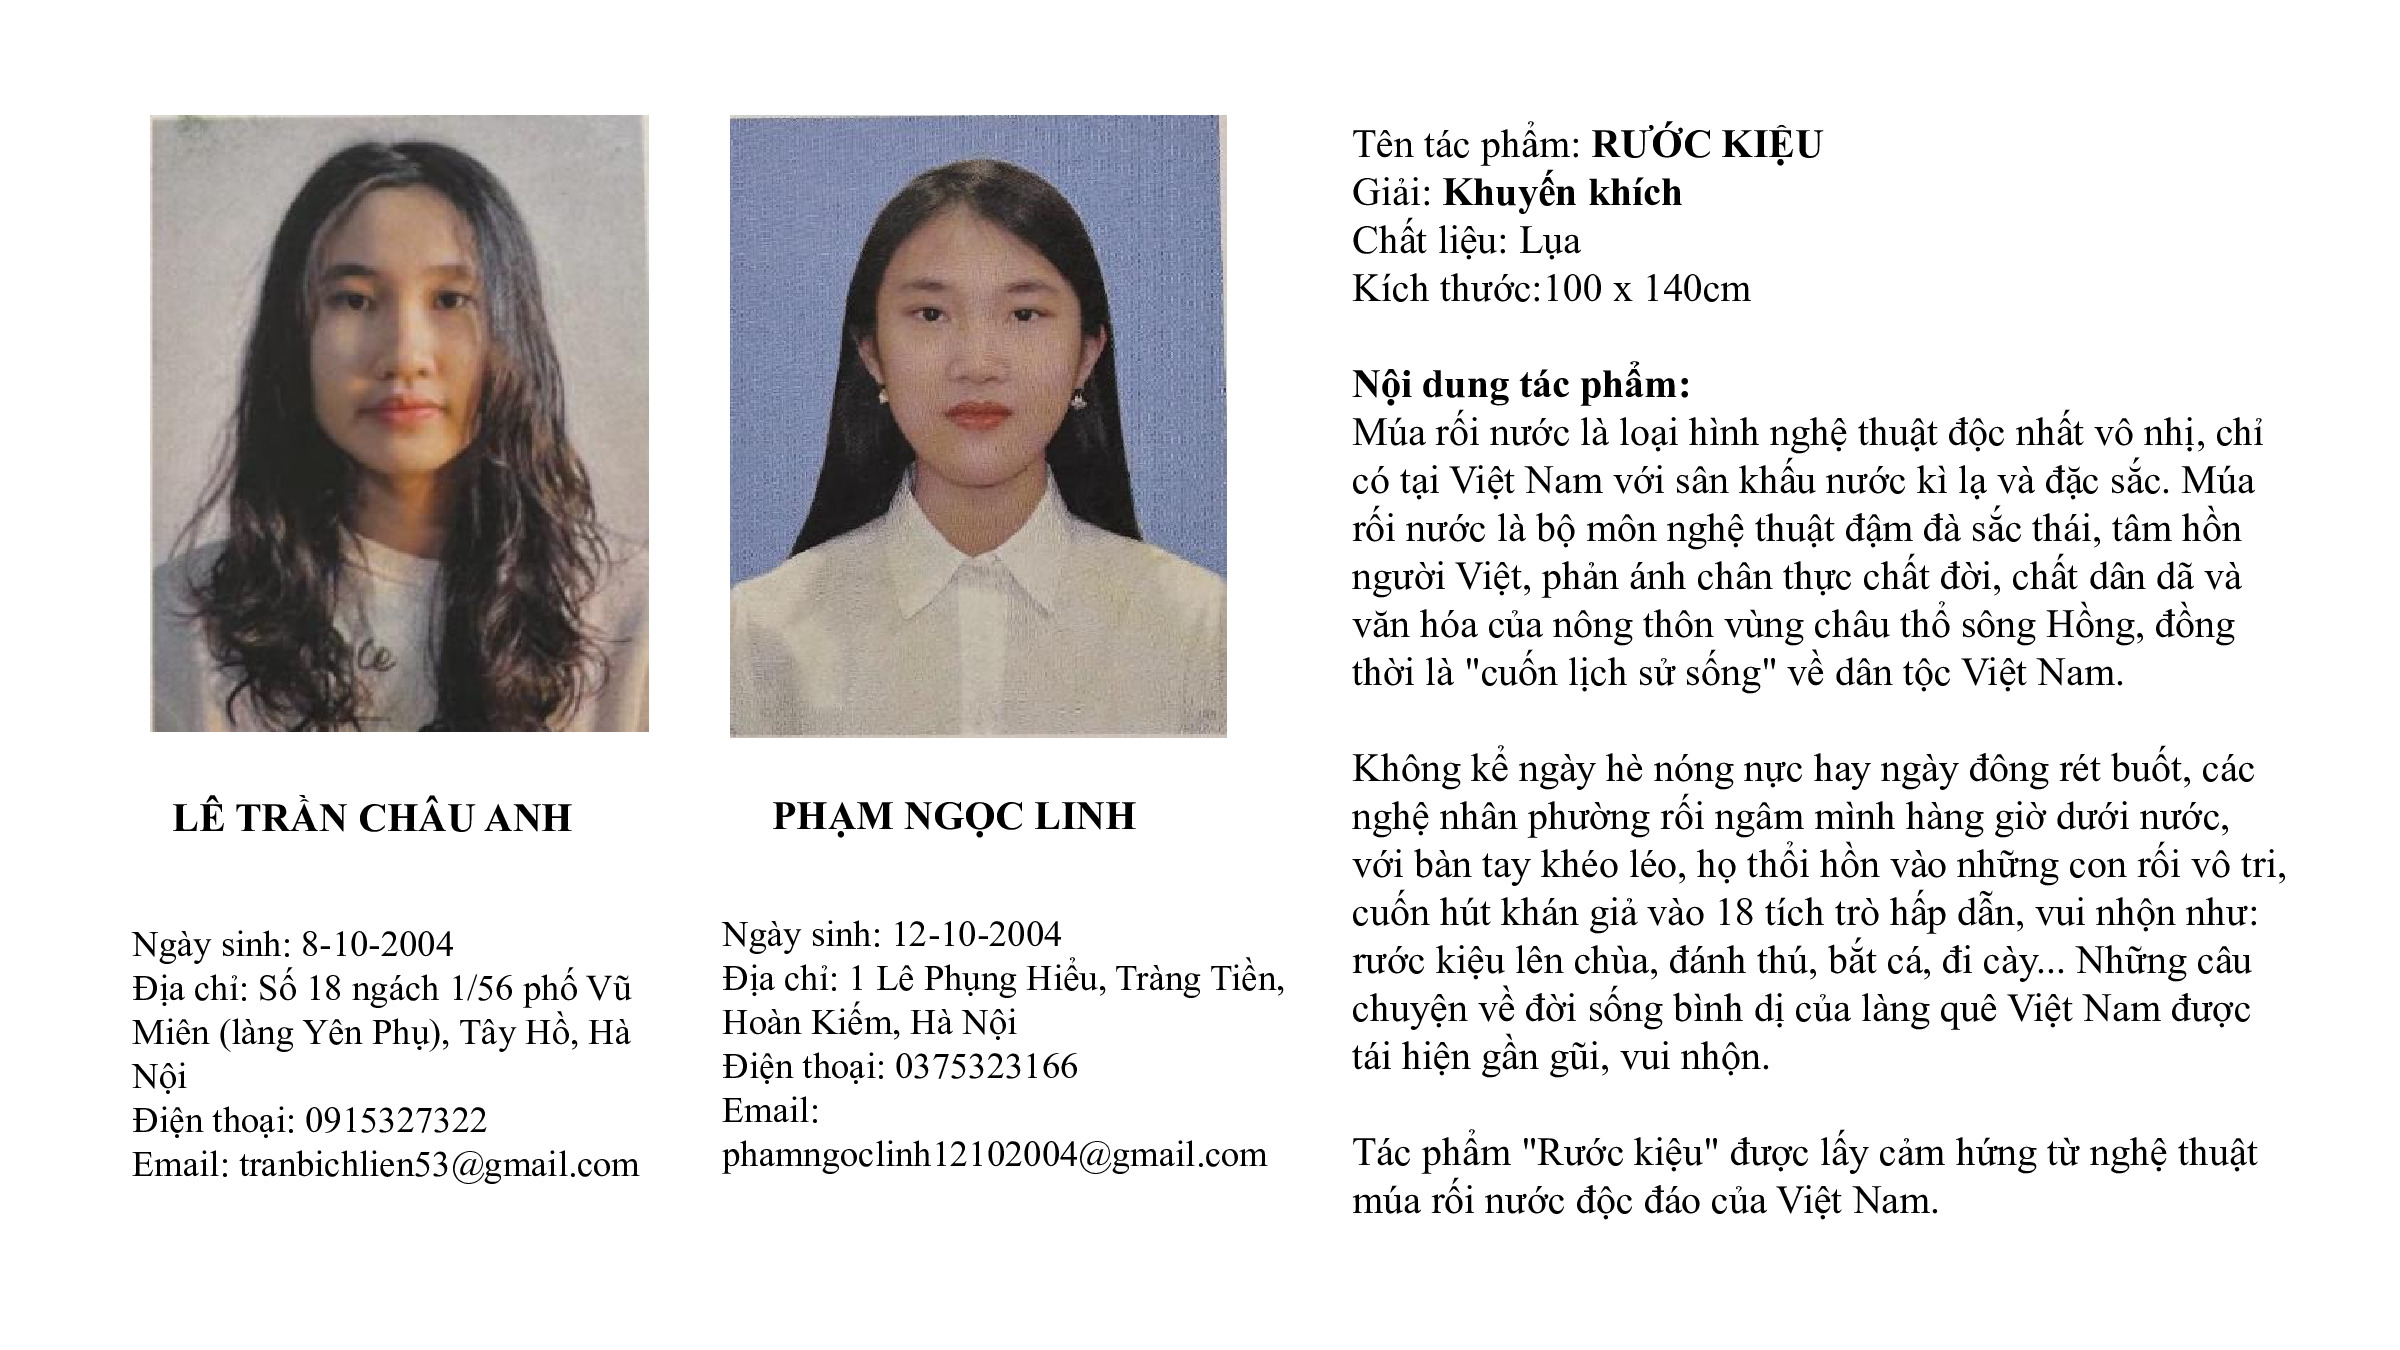 LÊ TRẦN CHÂU ANH
Ngày sinh: 8-10-2004
Địa chỉ: Số 18 ngách 1/56 phố Vũ
Miên (làng Yên Phụ), Tây Hồ, Hà
Nội
Điện thoại: 0915327322
Email: tranbichlien53@gmail.com
PHẠM NGỌC LINH
Ngày sinh: 12-10-2004
Địa chỉ: 1 Lê Phụng Hiểu, Tràng Tiền,
Hoàn Kiếm, Hà Nội
Điện thoại: 0375323166
Email:
phamngoclinh12102004@gmail.com
Tên tác phẩm: RƯỚC KIỆU
Giải: Khuyến khích
Chất liệu: Lụa
Kích thước:100 x 140cm
Nội dung tác phẩm:
Múa rối nước là loại hình nghệ thuật độc nhất vô nhị, chỉ
có tại Việt Nam với sân khấu nước kì lạ và đặc sắc. Múa
rối nước là bộ môn nghệ thuật đậm đà sắc thái, tâm hồn
người Việt, phản ánh chân thực chất đời, chất dân dã và
văn hóa của nông thôn vùng châu thổ sông Hồng, đồng
thời là "cuốn lịch sử sống" về dân tộc Việt Nam.
Không kể ngày hè nóng nực hay ngày đông rét buốt, các
nghệ nhân phường rối ngâm mình hàng giờ dưới nước,
với bàn tay khéo léo, họ thổi hồn vào những con rối vô tri,
cuốn hút khán giả vào 18 tích trò hấp dẫn, vui nhộn như:
rước kiệu lên chùa, đánh thú, bắt cá, đi cày... Những câu
chuyện về đời sống bình dị của làng quê Việt Nam được
tái hiện gần gũi, vui nhộn.
Tác phẩm "Rước kiệu" được lấy cảm hứng từ nghệ thuật
múa rối nước độc đáo của Việt Nam.